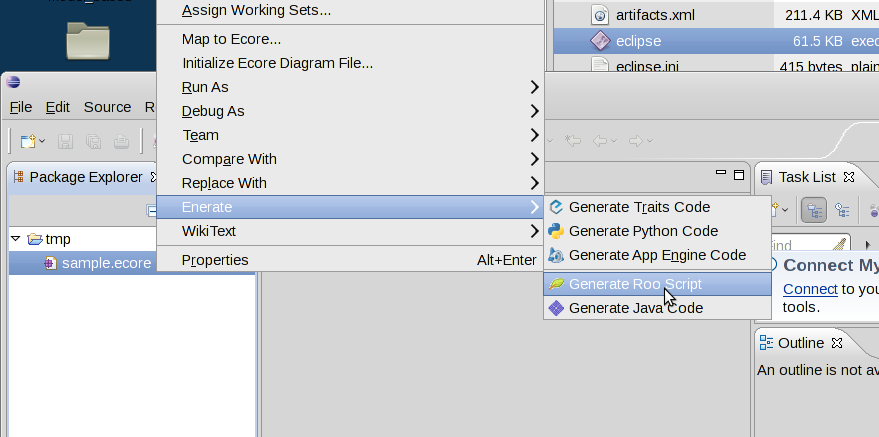 Assign Working Sets...
Map to Ecore...
Initialize Ecore Diagram File...
Run As
Debug As
Team
Compare With
Replace With
Enerate
WikiText
Properties Alt+Enter
artifacts.xml 211.4 KB XML
eclipse 61.5 KB exec
eclipse.ini 415 bytes plain
File Edit Source R
Package Explorer
tmp
sample.ecore
Generate Traits Code
Generate Python Code
Generate App Engine Code
Generate Roo Script
Generate Java Code
Task List
Find
Connect My
Connect to you
tools.
Outline
An outline is not av